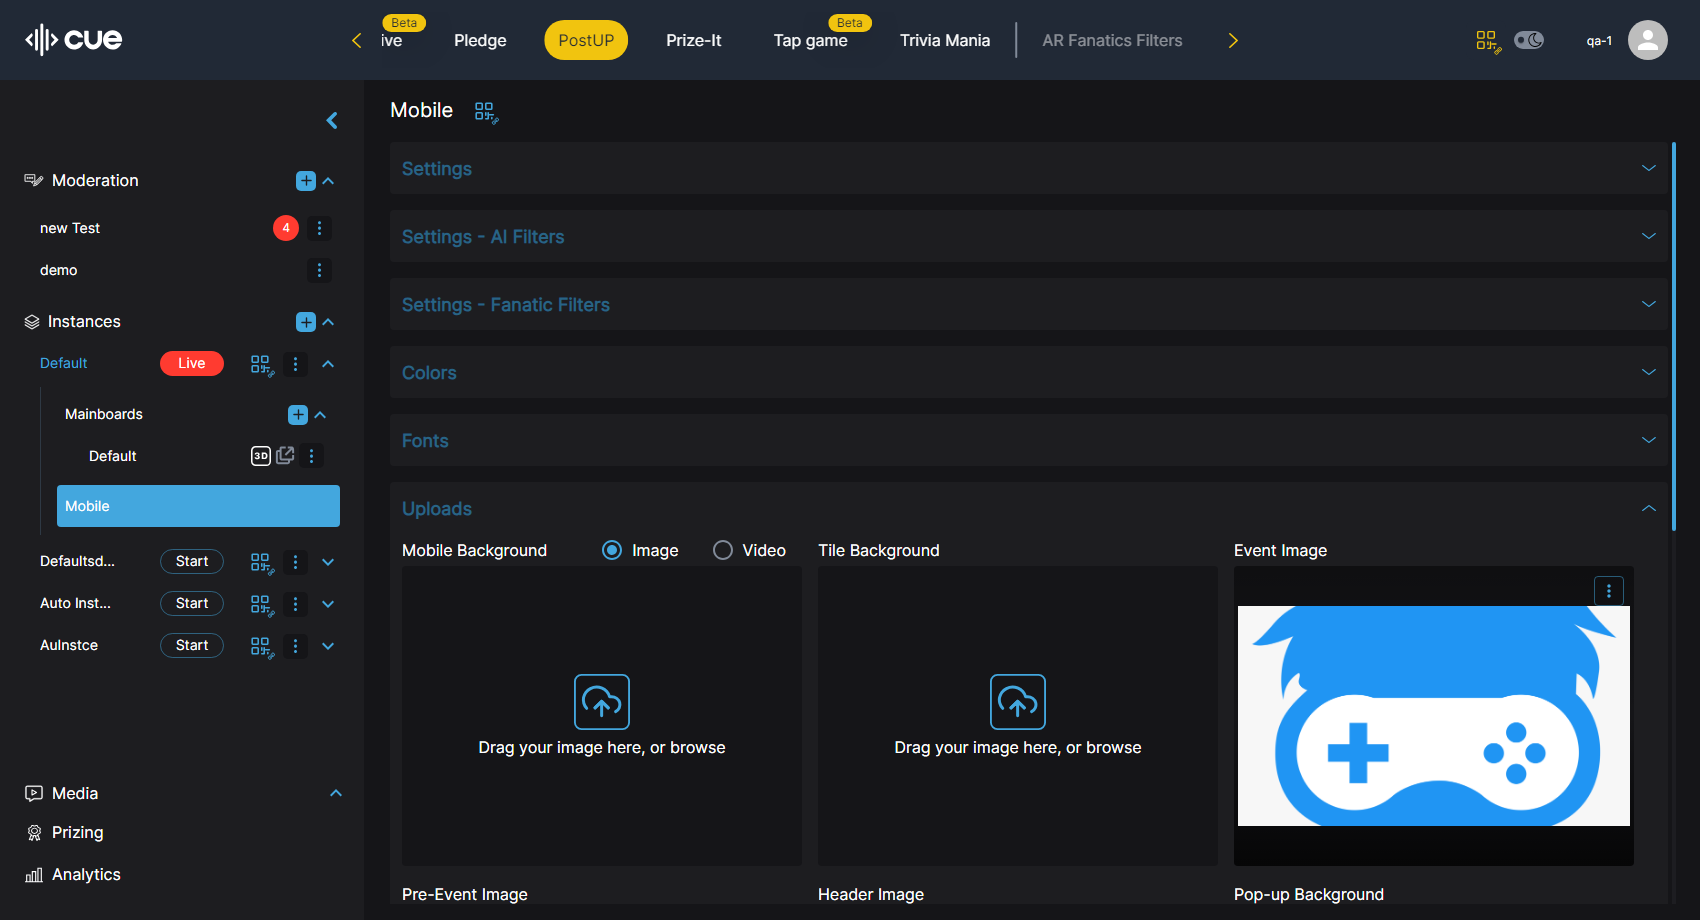 cue
Beta
ive
Pledge
PostUP
Prize-It
Beta
Tap game
Trivia Mania
AR Fanatics Filters
qa-1
Moderation
new Test
4
demo
Instances
Default
Live
Mainboards
Default
3D
Mobile
Defaultsd...
Start
Auto Inst...
Start
AuInstce
Start
Media
Prizing
Analytics
Mobile
Settings
Settings - AI Filters
Settings - Fanatic Filters
Colors
Fonts
Uploads
Mobile Background
Image
Video
Tile Background
Event Image
Drag your image here, or browse
Drag your image here, or browse
Pre-Event Image
Header Image
Pop-up Background